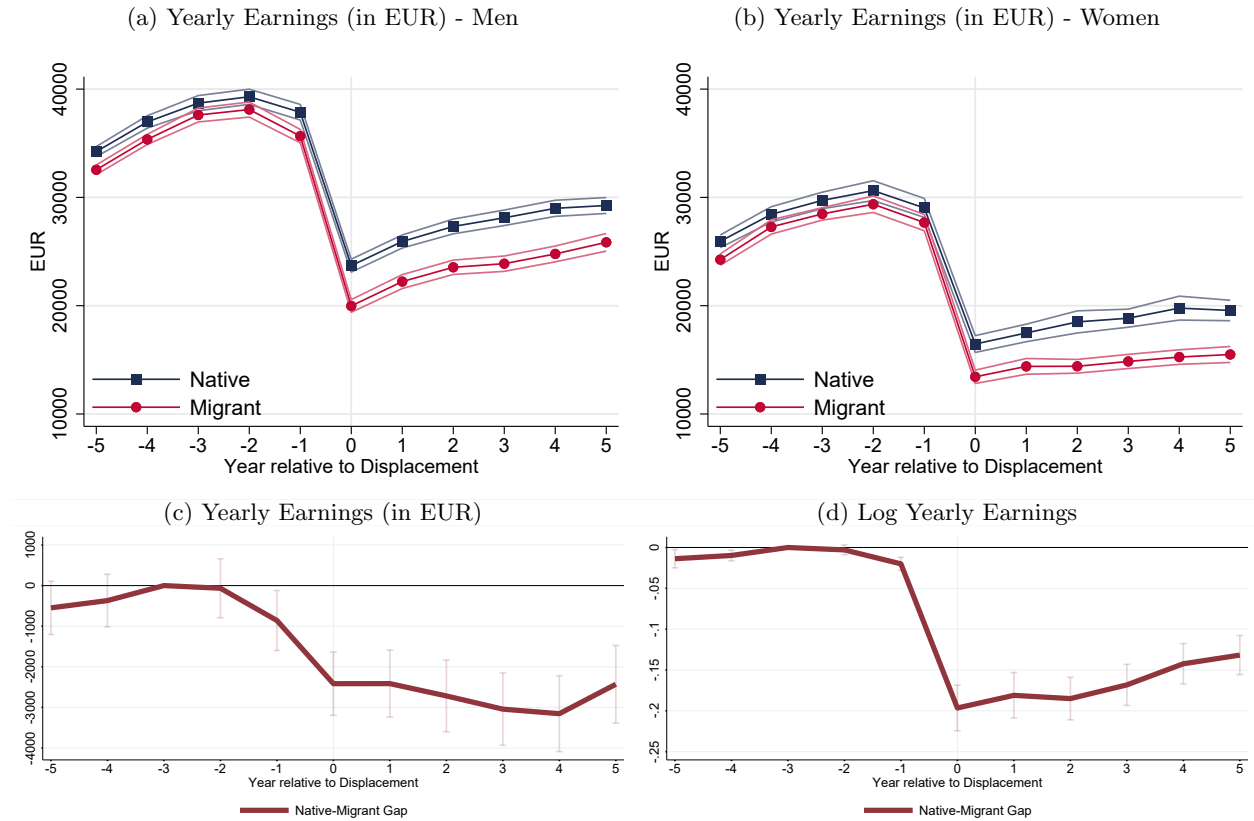 (a) Yearly Earnings (in EUR) - Men
(b) Yearly Earnings (in EUR) - Women
EUR
40000
30000
20000
10000
Native
Migrant
-5 -4 -3 -2 -1 0 1 2 3 4 5
Year relative to Displacement
EUR
40000
30000
20000
10000
Native
Migrant
-5 -4 -3 -2 -1 0 1 2 3 4 5
Year relative to Displacement
(c) Yearly Earnings (in EUR)
(d) Log Yearly Earnings
1000
0
-1000
-2000
-3000
-4000
-5 -4 -3 -2 -1 0 1 2 3 4 5
Year relative to Displacement
Native-Migrant Gap
0
-.05
-.1
-.15
-.2
-.25
-5 -4 -3 -2 -1 0 1 2 3 4 5
Year relative to Displacement
Native-Migrant Gap